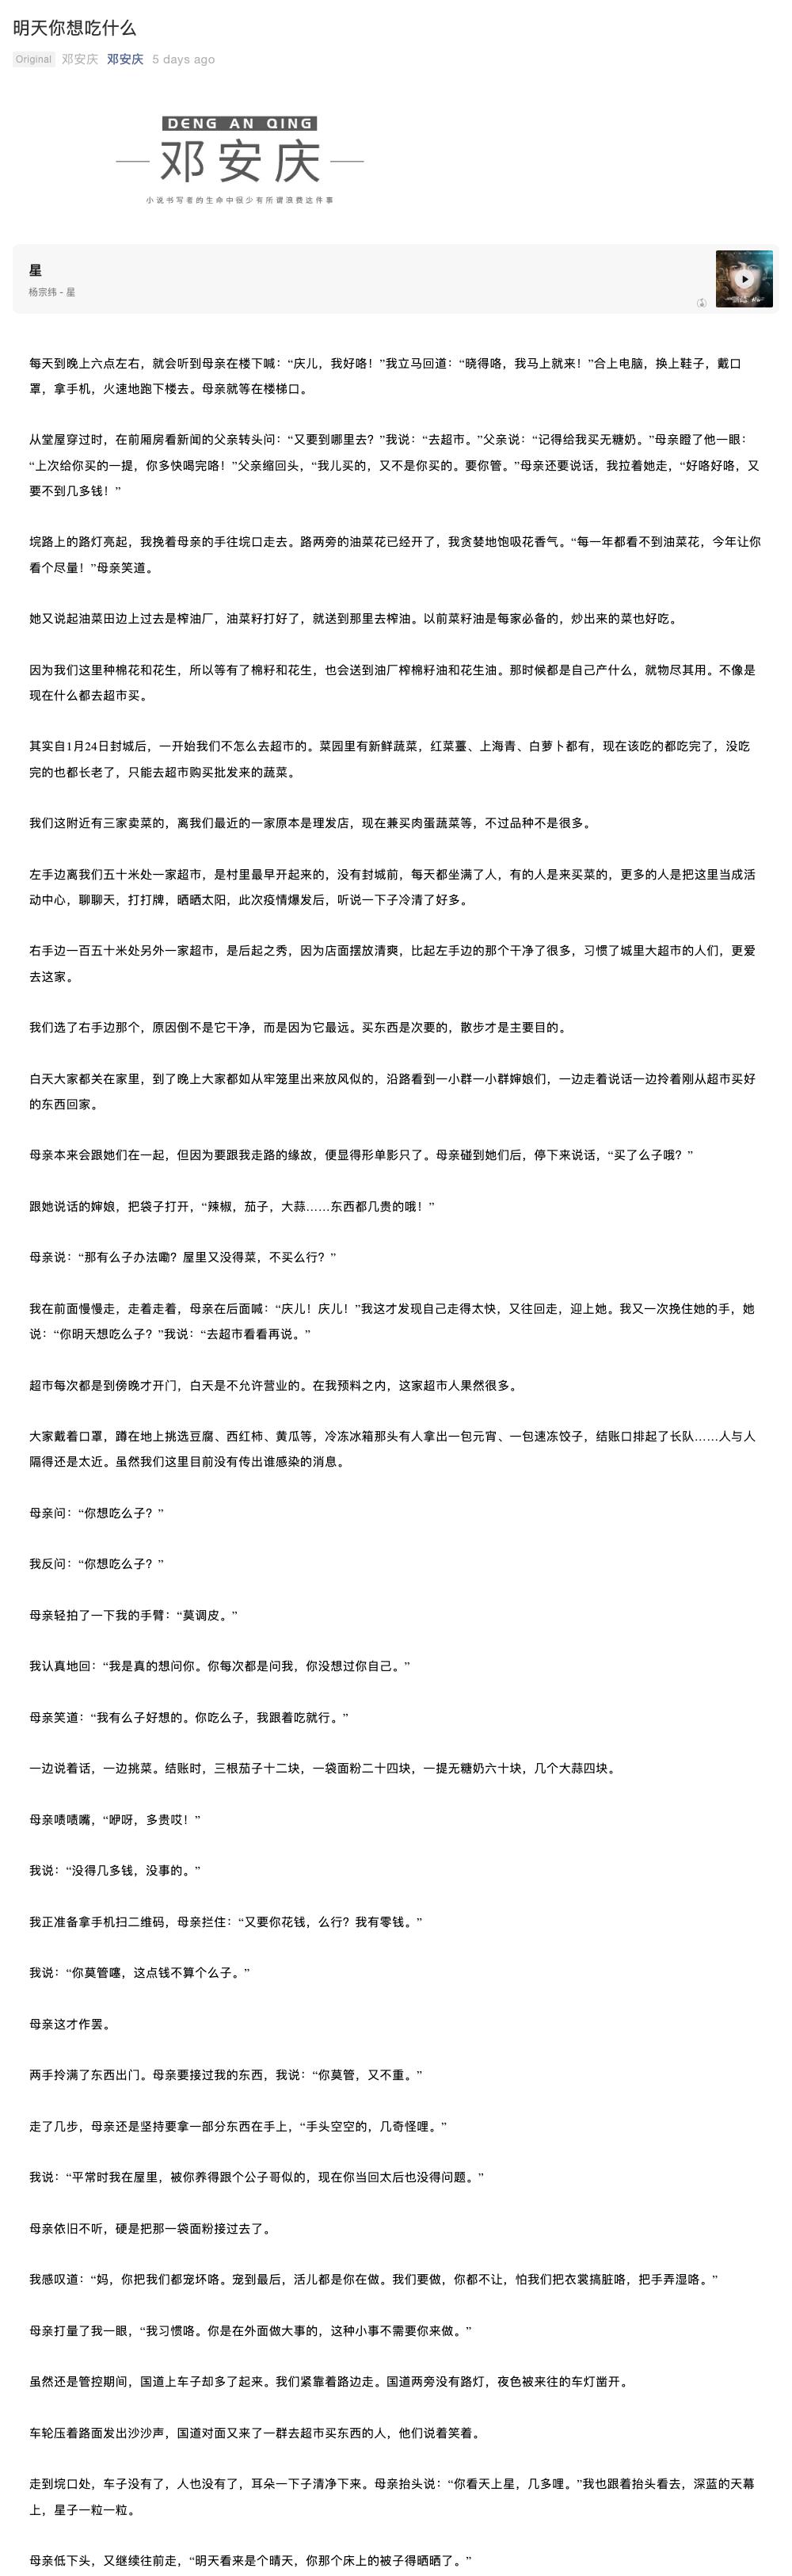 明天你想吃什么
Original 邓安庆 邓安庆 5 days ago
DENG AN QING
邓安庆
小说书写者的生命中很少有所谓浪费这件事
星
杨宗纬 - 星
每天到晚上六点左右，就会听到母亲在楼下喊：“庆儿，我好咯！”我立马回道：“晓得咯，我马上就来！”合上电脑，换上鞋子，戴口
罩，拿手机，火速地跑下楼去。母亲就等在楼梯口。
从堂屋穿过时，在前厢房看新闻的父亲转头问：“又要到哪里去？”我说：“去超市。”父亲说：“记得给我买无糖奶。”母亲瞪了他一眼：
“上次给你买的一提，你多快喝完咯！”父亲缩回头，“我儿买的，又不是你买的。要你管。”母亲还要说话，我拉着她走，“好咯好咯，又
要不到几多钱！”
垸路上的路灯亮起，我挽着母亲的手往垸口走去。路两旁的油菜花已经开了，我贪婪地饱吸花香气。“每一年都看不到油菜花，今年让你
看个尽量！”母亲笑道。
她又说起油菜田边上过去是榨油厂，油菜籽打好了，就送到那里去榨油。以前菜籽油是每家必备的，炒出来的菜也好吃。
因为我们这里种棉花和花生，所以等有了棉籽和花生，也会送到油厂榨棉籽油和花生油。那时候都是自己产什么，就物尽其用。不像是
现在什么都去超市买。
其实自1月24日封城后，一开始我们不怎么去超市的。菜园里有新鲜蔬菜，红菜薹、上海青、白萝卜都有，现在该吃的都吃完了，没吃
完的也都长老了，只能去超市购买批发来的蔬菜。
我们这附近有三家卖菜的，离我们最近的一家原本是理发店，现在兼买肉蛋蔬菜等，不过品种不是很多。
左手边离我们五十米处一家超市，是村里最早开起来的，没有封城前，每天都坐满了人，有的人是来买菜的，更多的人是把这里当成活
动中心，聊聊天，打打牌，晒晒太阳，此次疫情爆发后，听说一下子冷清了好多。
右手边一百五十米处另外一家超市，是后起之秀，因为店面摆放清爽，比起左手边的那个干净了很多，习惯了城里大超市的人们，更爱
去这家。
我们选了右手边那个，原因倒不是它干净，而是因为它最远。买东西是次要的，散步才是主要目的。
白天大家都关在家里，到了晚上大家都如从牢笼里出来放风似的，沿路看到一小群一小群婶娘们，一边走着说话一边拎着刚从超市买好
的东西回家。
母亲本来会跟她们在一起，但因为要跟我走路的缘故，便显得形单影只了。母亲碰到她们后，停下来说话，“买了么子哦？”
跟她说话的婶娘，把袋子打开，“辣椒，茄子，大蒜……东西都几贵的哦！”
母亲说：“那有么子办法嘞？屋里又没得菜，不买么行？”
我在前面慢慢走，走着走着，母亲在后面喊：“庆儿！庆儿！”我这才发现自己走得太快，又往回走，迎上她。我又一次挽住她的手，她
说：“你明天想吃么子？”我说：“去超市看看再说。”
超市每次都是到傍晚才开门，白天是不允许营业的。在我预料之内，这家超市人果然很多。
大家戴着口罩，蹲在地上挑选豆腐、西红柿、黄瓜等，冷冻冰箱那头有人拿出一包元宵、一包速冻饺子，结账口排起了长队……人与人
隔得还是太近。虽然我们这里目前没有传出谁感染的消息。
母亲问：“你想吃么子？”
我反问：“你想吃么子？”
母亲轻拍了一下我的手臂：“莫调皮。”
我认真地回：“我是真的想问你。你每次都是问我，你没想过你自己。”
母亲笑道：“我有么子好想的。你吃么子，我跟着吃就行。”
一边说着话，一边挑菜。结账时，三根茄子十二块，一袋面粉二十四块，一提无糖奶六十块，几个大蒜四块。
母亲啧啧嘴，“咿呀，多贵哎！”
我说：“没得几多钱，没事的。”
我正准备拿手机扫二维码，母亲拦住：“又要你花钱，么行？我有零钱。”
我说：“你莫管噻，这点钱不算个么子。”
母亲这才作罢。
两手拎满了东西出门。母亲要接过我的东西，我说：“你莫管，又不重。”
走了几步，母亲还是坚持要拿一部分东西在手上，“手头空空的，几奇怪哩。”
我说：“平常时我在屋里，被你养得跟个公子哥似的，现在你当回太后也没得问题。”
母亲依旧不听，硬是把那一袋面粉接过去了。
我感叹道：“妈，你把我们都宠坏咯。宠到最后，活儿都是你在做。我们要做，你都不让，怕我们把衣裳搞脏咯，把手弄湿咯。”
母亲打量了我一眼，“我习惯咯。你是在外面做大事的，这种小事不需要你来做。”
虽然还是管控期间，国道上车子却多了起来。我们紧靠着路边走。国道两旁没有路灯，夜色被来往的车灯凿开。
车轮压着路面发出沙沙声，国道对面又来了一群去超市买东西的人，他们说着笑着。
走到垸口处，车子没有了，人也没有了，耳朵一下子清净下来。母亲抬头说：“你看天上星，几多哩。”我也跟着抬头看去，深蓝的天幕
上，星子一粒一粒。
母亲低下头，又继续往前走，“明天看来是个晴天，你那个床上的被子得晒晒了。”